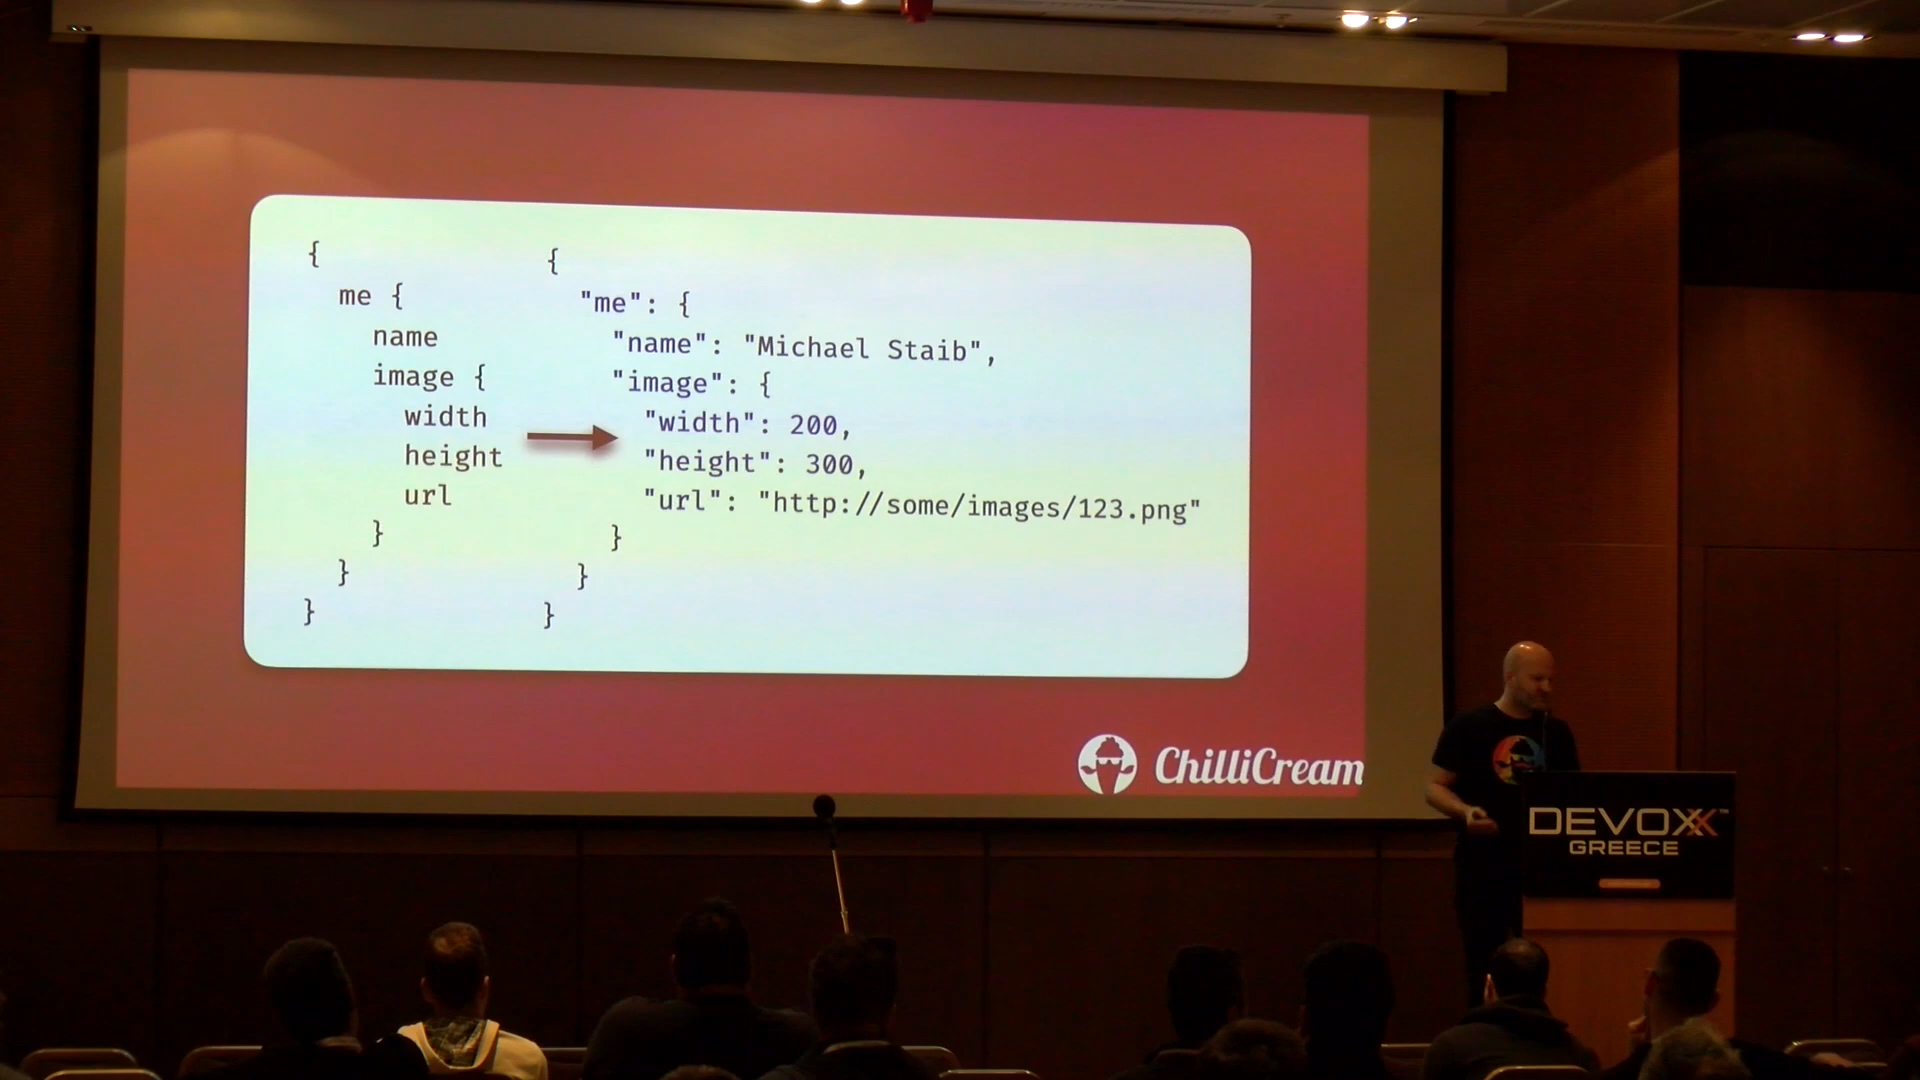 {
me {
name
image {
width
height
url
}
}
}
{
"me": {
"name": "Michael Staib",
"image": {
"width": 200,
"height": 300,
"url": "http://some/images/123.png"
}
}
}
ChilliCream
DEVOXX™
GREECE